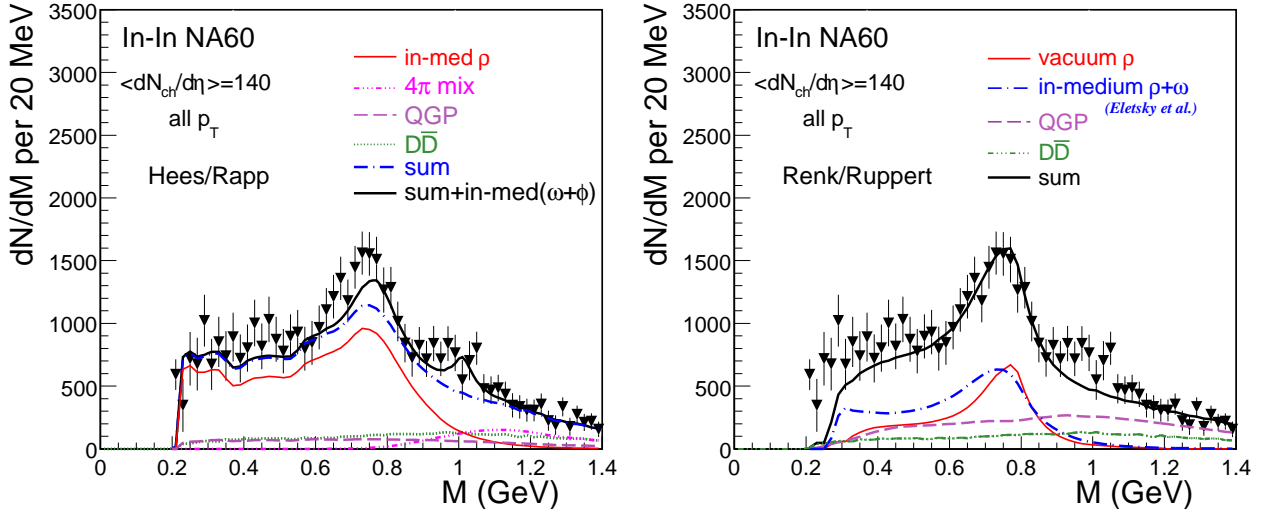 In-In NA60
<dN_ch/dη>=140
all p_T
Hees/Rapp
in-med ρ
4π mix
QGP
DD̅
sum
sum+in-med(ω+ϕ)
dN/dM per 20 MeV
3500
3000
2500
2000
1500
1000
500
0
0 0.2 0.4 0.6 0.8 1 1.2 1.4
M (GeV)
In-In NA60
<dN_ch/dη>=140
all p_T
Renk/Ruppert
vacuum ρ
in-medium ρ+ω
(Eletsky et al.)
QGP
DD̅
sum
dN/dM per 20 MeV
3500
3000
2500
2000
1500
1000
500
0
0 0.2 0.4 0.6 0.8 1 1.2 1.4
M (GeV)